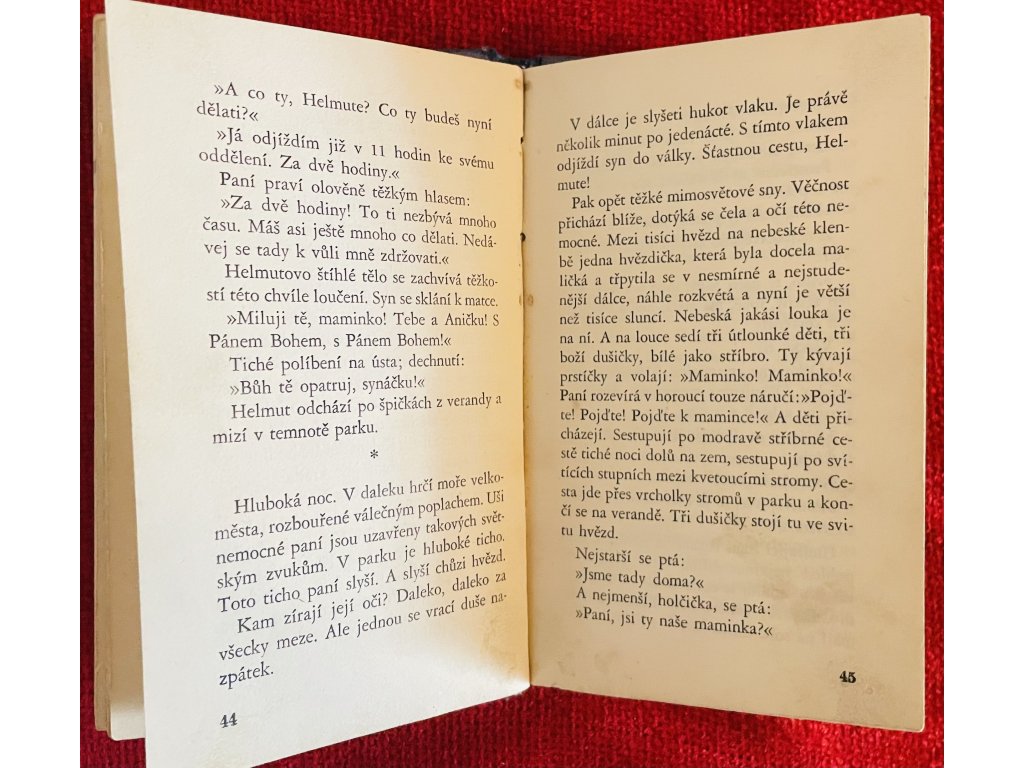 »A co ty, Helmute? Co ty budeš nyní
dělati?«
»Já odjíždím již v 11 hodin ke svému
oddělení. Za dvě hodiny.«
Paní praví olověně těžkým hlasem:
»Za dvě hodiny! To ti nezbývá mnoho
času. Máš asi ještě mnoho co dělati. Nedá-
vej se tady k vůli mně zdržovati.«
Helmutovo štíhlé tělo se zachvívá těžko-
stí této chvíle loučení. Syn se sklání k matce.
»Miluji tě, maminko! Tebe a Aničku! S
Pánem Bohem, s Pánem Bohem!«
Tiché políbení na ústa; dechnutí:
»Bůh tě opatruj, synáčku!«
Helmut odchází po špičkách z verandy a
mizí v temnotě parku.
*
Hluboká noc. V daleku hrčí moře velko-
města, rozbouřené válečným poplachem. Uši
nemocné paní jsou uzavřeny takových svět-
ským zvukům. V parku je hluboké ticho.
Toto ticho paní slyší. A slyší chůzi hvězd.
Kam zírají její oči? Daleko, daleko za
všecky meze. Ale jednou se vrací duše na-
zpátek.
44
V dálce je slyšeti hukot vlaku. Je právě
několik minut po jedenácté. S tímto vlakem
odjíždí syn do války. Šťastnou cestu, Hel-
mute!
Pak opět těžké mimosvětové sny. Věčnost
přichází blíže, dotýká se čela a očí této ne-
mocné. Mezi tisíci hvězd na nebeské klen-
bě jedna hvězdička, která byla docela ma-
ličká a třpytila se v nesmírné a nejstude-
nější dálce, náhle rozkvétá a nyní je větší
než tisíce sluncí. Nebeská jakási louka je
na ní. A na louce sedí tři útlounké děti, tři
boží dušičky, bílé jako stříbro. Ty kývají
prstíčky a volají: »Maminko! Maminko!«
Paní rozevírá v horoucí touze náručí: »Pojď-
te! Pojďte! Pojďte k mamince!« A děti při-
cházejí. Sestupují po modravě stříbrné ce-
stě tiché noci dolů na zem, sestupují po sví-
tících stupních mezi kvetoucími stromy. Ce-
sta jde přes vrcholky stromů v parku a kon-
čí se na verandě. Tři dušičky stojí tu ve svi-
tu hvězd.
Nejstarší se ptá:
»Jsme tady doma?«
A nejmenší, holčička, se ptá:
»Paní, jsi ty naše maminka?«
45